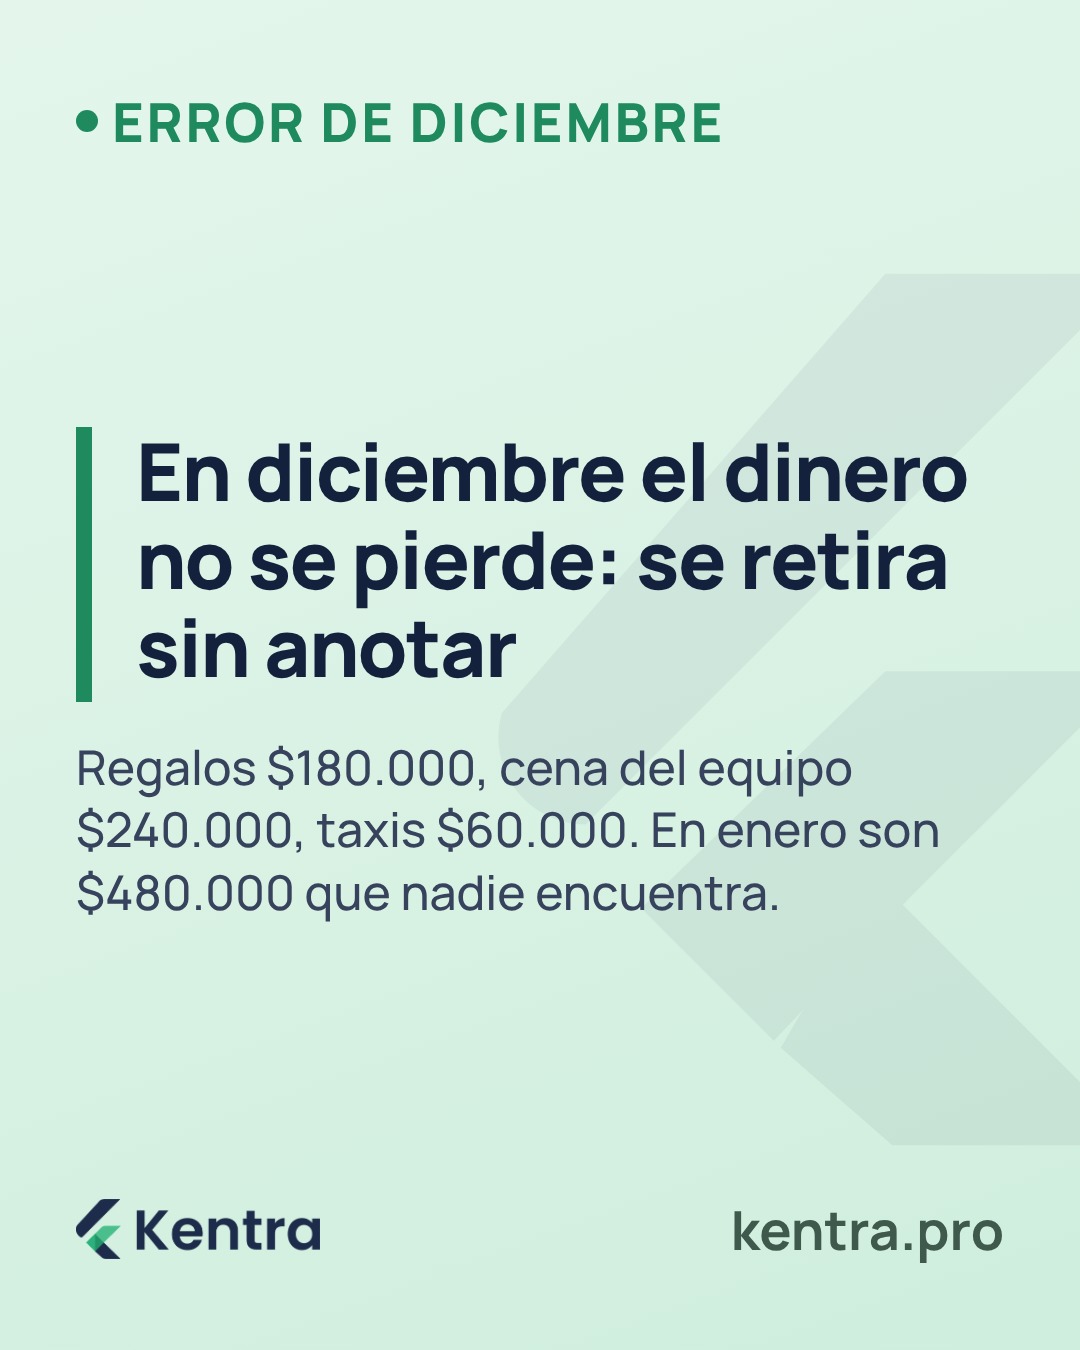 ERROR DE DICIEMBRE
En diciembre el dinero
no se pierde: se retira
sin anotar
Regalos $180.000, cena del equipo
$240.000, taxis $60.000. En enero son
$480.000 que nadie encuentra.
Kentra
kentra.pro